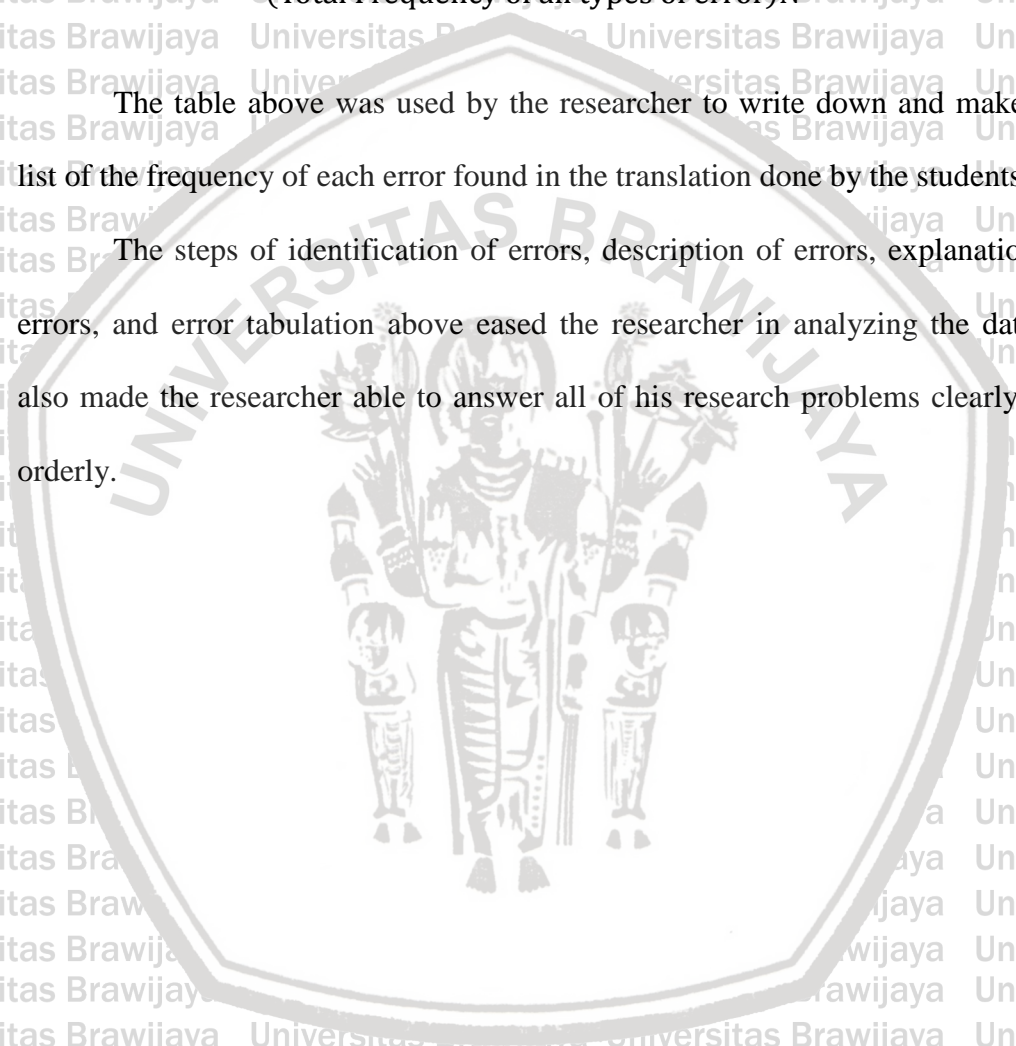 (Total Frequency of all types of error)N
The table above was used by the researcher to write down and make
list of the frequency of each error found in the translation done by the students
The steps of identification of errors, description of errors, explanatio
errors, and error tabulation above eased the researcher in analyzing the dat
also made the researcher able to answer all of his research problems clearly
orderly.
UNIVERSITAS BRAWIJAYA